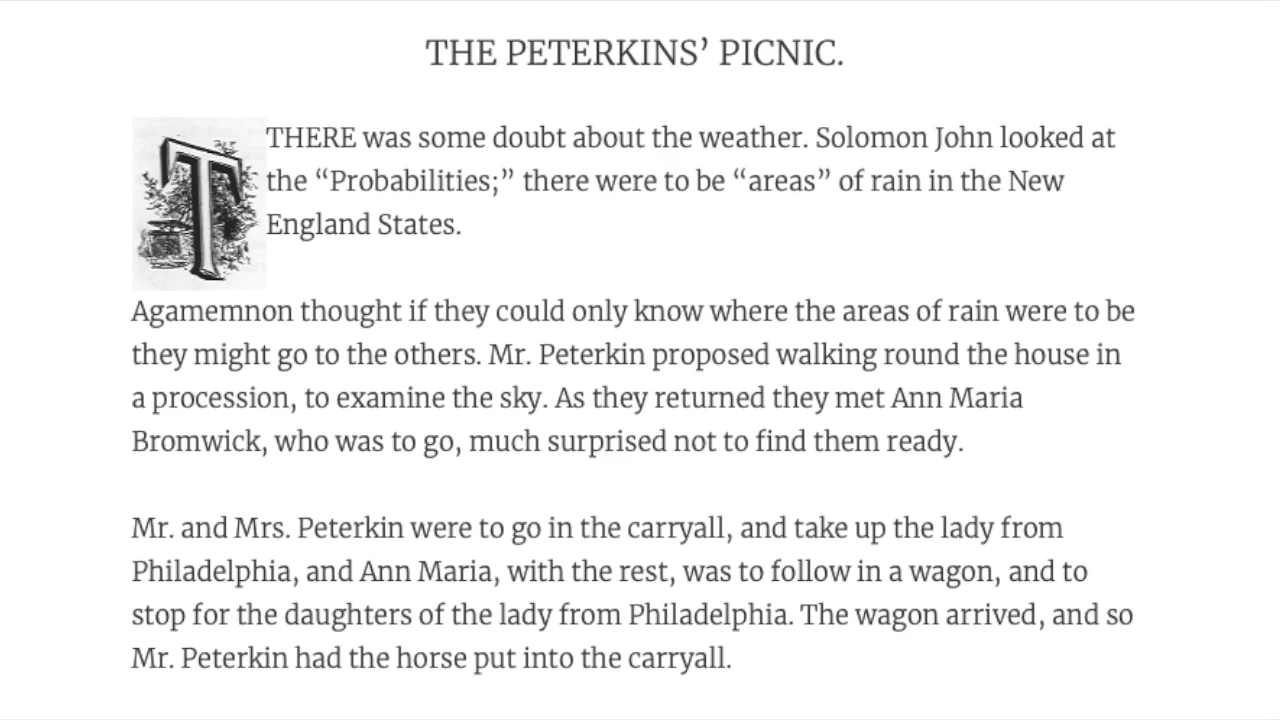 THE PETERKINS’ PICNIC.
THERE was some doubt about the weather. Solomon John looked at
the “Probabilities;” there were to be “areas” of rain in the New
England States.
Agamemnon thought if they could only know where the areas of rain were to be
they might go to the others. Mr. Peterkin proposed walking round the house in
a procession, to examine the sky. As they returned they met Ann Maria
Bromwick, who was to go, much surprised not to find them ready.
Mr. and Mrs. Peterkin were to go in the carryall, and take up the lady from
Philadelphia, and Ann Maria, with the rest, was to follow in a wagon, and to
stop for the daughters of the lady from Philadelphia. The wagon arrived, and so
Mr. Peterkin had the horse put into the carryall.